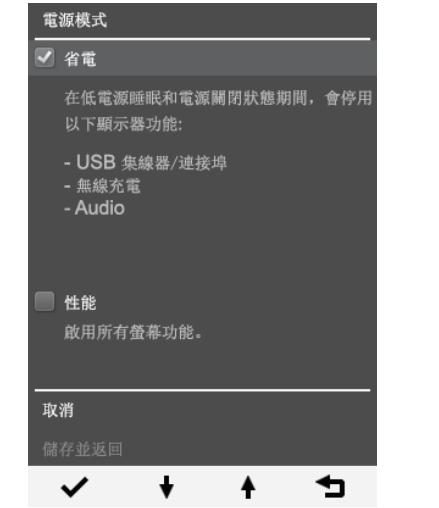 電源模式
省電
在低電源睡眠和電源關閉狀態期間，會停用
以下顯示器功能:
- USB 集線器/連接埠
- 無線充電
- Audio
性能
啟用所有螢幕功能。
取消
儲存並返回